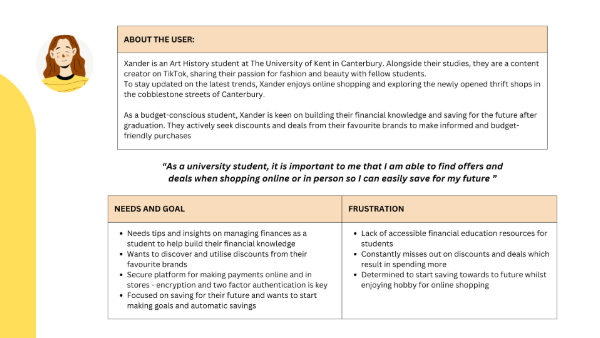 ABOUT THE USER:
Xander is an Art History student at The University of Kent in Canterbury. Alongside their studies, they are a content
creator on TikTok, sharing their passion for fashion and beauty with fellow students.
To stay updated on the latest trends, Xander enjoys online shopping and exploring the newly opened thrift shops in
the cobblestone streets of Canterbury.
As a budget-conscious student, Xander is keen on building their financial knowledge and saving for the future after
graduation. They actively seek discounts and deals from their favourite brands to make informed and budget-
friendly purchases
"As a university student, it is important to me that I am able to find offers and
deals when shopping online or in person so I can easily save for my future "
NEEDS AND GOAL
• Needs tips and insights on managing finances as a
student to help build their financial knowledge
• Wants to discover and utilise discounts from their
favourite brands
• Secure platform for making payments online and in
stores - encryption and two factor authentication is key
• Focused on saving for their future and wants to start
making goals and automatic savings
FRUSTRATION
• Lack of accessible financial education resources for
students
• Constantly misses out on discounts and deals which
result in spending more
• Determined to start saving towards to future whilst
enjoying hobby for online shopping